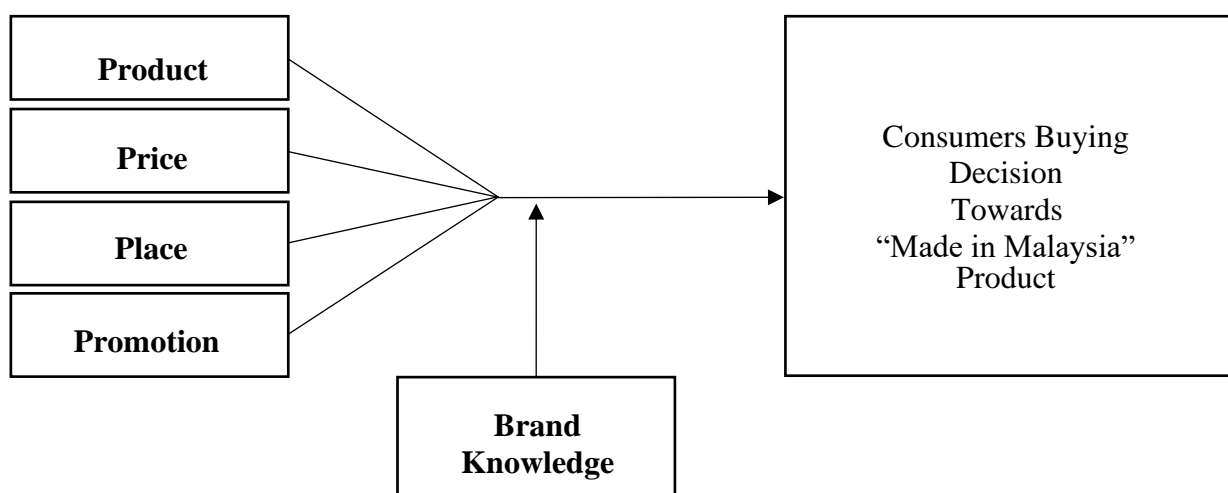 Product
Price
Place
Promotion
Brand
Knowledge
Consumers Buying
Decision
Towards
“Made in Malaysia”
Product